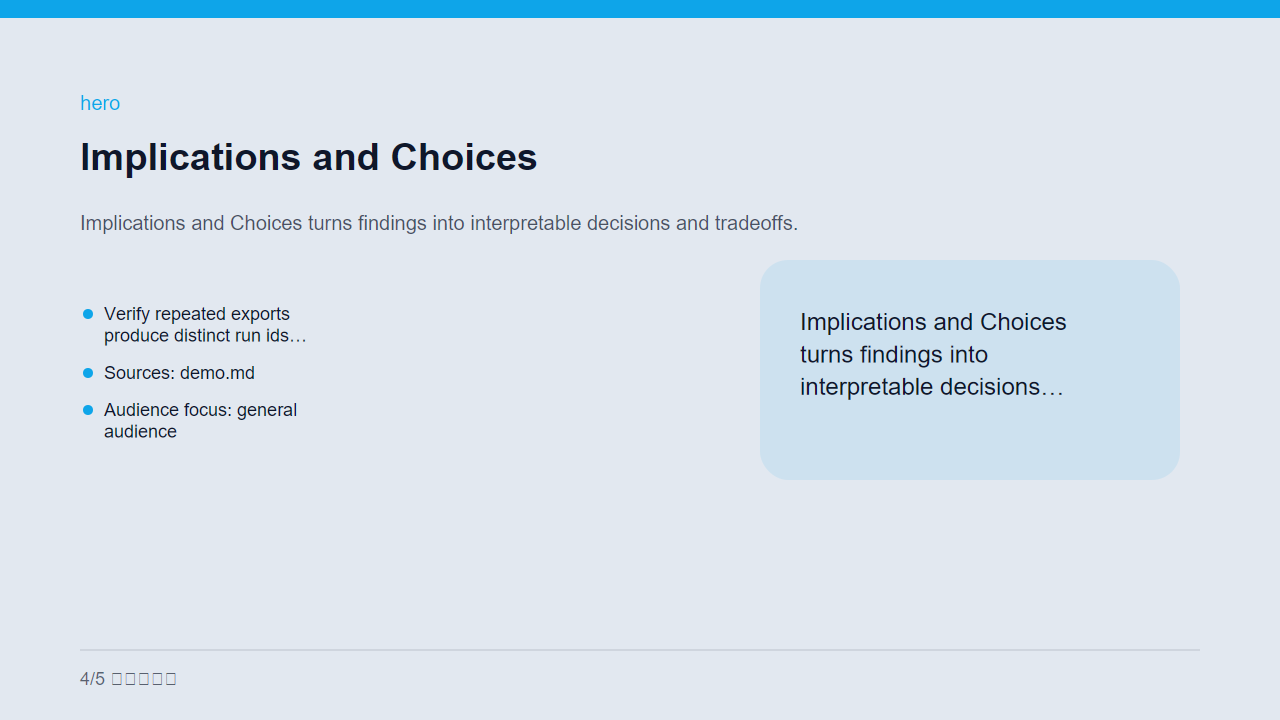 hero
Implications and Choices
Implications and Choices turns findings into interpretable decisions and tradeoffs.
Verify repeated exports
produce distinct run ids…
Sources: demo.md
Audience focus: general
audience
Implications and Choices
turns findings into
interpretable decisions…
4/5